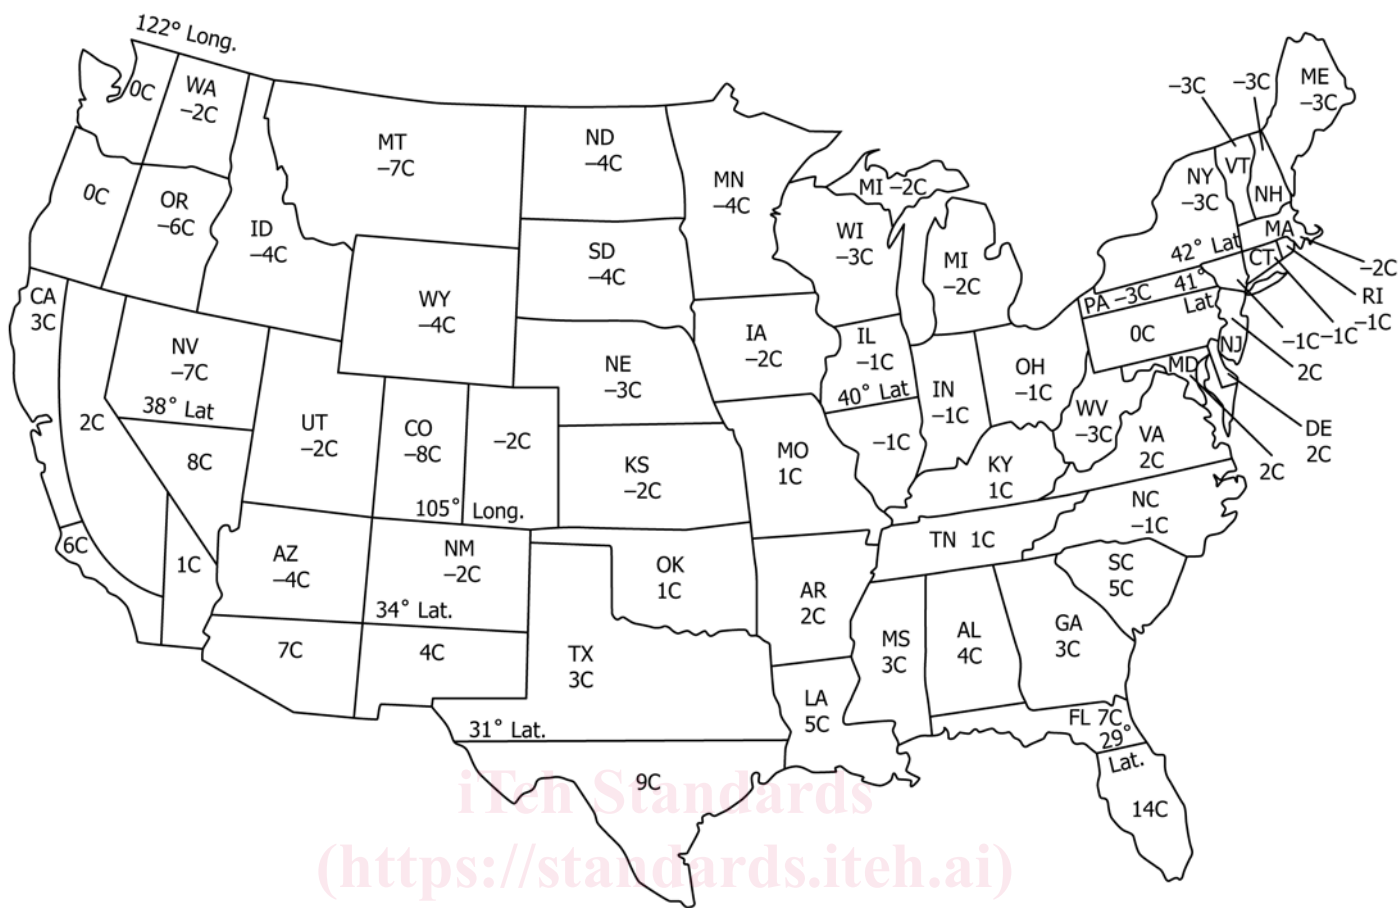 122° Long.
0C
WA
–2C
MT
–7C
ND
–4C
MN
–4C
MI –2C
–3C
–3C
ME
–3C
0C
OR
–6C
ID
–4C
SD
–4C
WI
–3C
MI
–2C
NY
–3C
VT
NH
42° Lat
MA
CT
–2C
RI
–1C
–1C
–1C
CA
3C
WY
–4C
NV
–7C
38° Lat
NE
–3C
IA
–2C
IL
–1C
40° Lat
IN
–1C
OH
–1C
PA –3C
41°
Lat
0C
NJ
2C
MD
DE
2C
2C
2C
8C
UT
–2C
CO
–8C
–2C
105° Long.
KS
–2C
MO
1C
–1C
KY
1C
WV
–3C
VA
2C
6C
1C
AZ
–4C
NM
–2C
34° Lat.
OK
1C
AR
2C
TN 1C
NC
–1C
SC
5C
7C
4C
TX
3C
31° Lat.
LA
5C
MS
3C
AL
4C
GA
3C
FL 7C
29°
Lat.
9C
14C
iTeh Standards
(https://standards.iteh.ai)